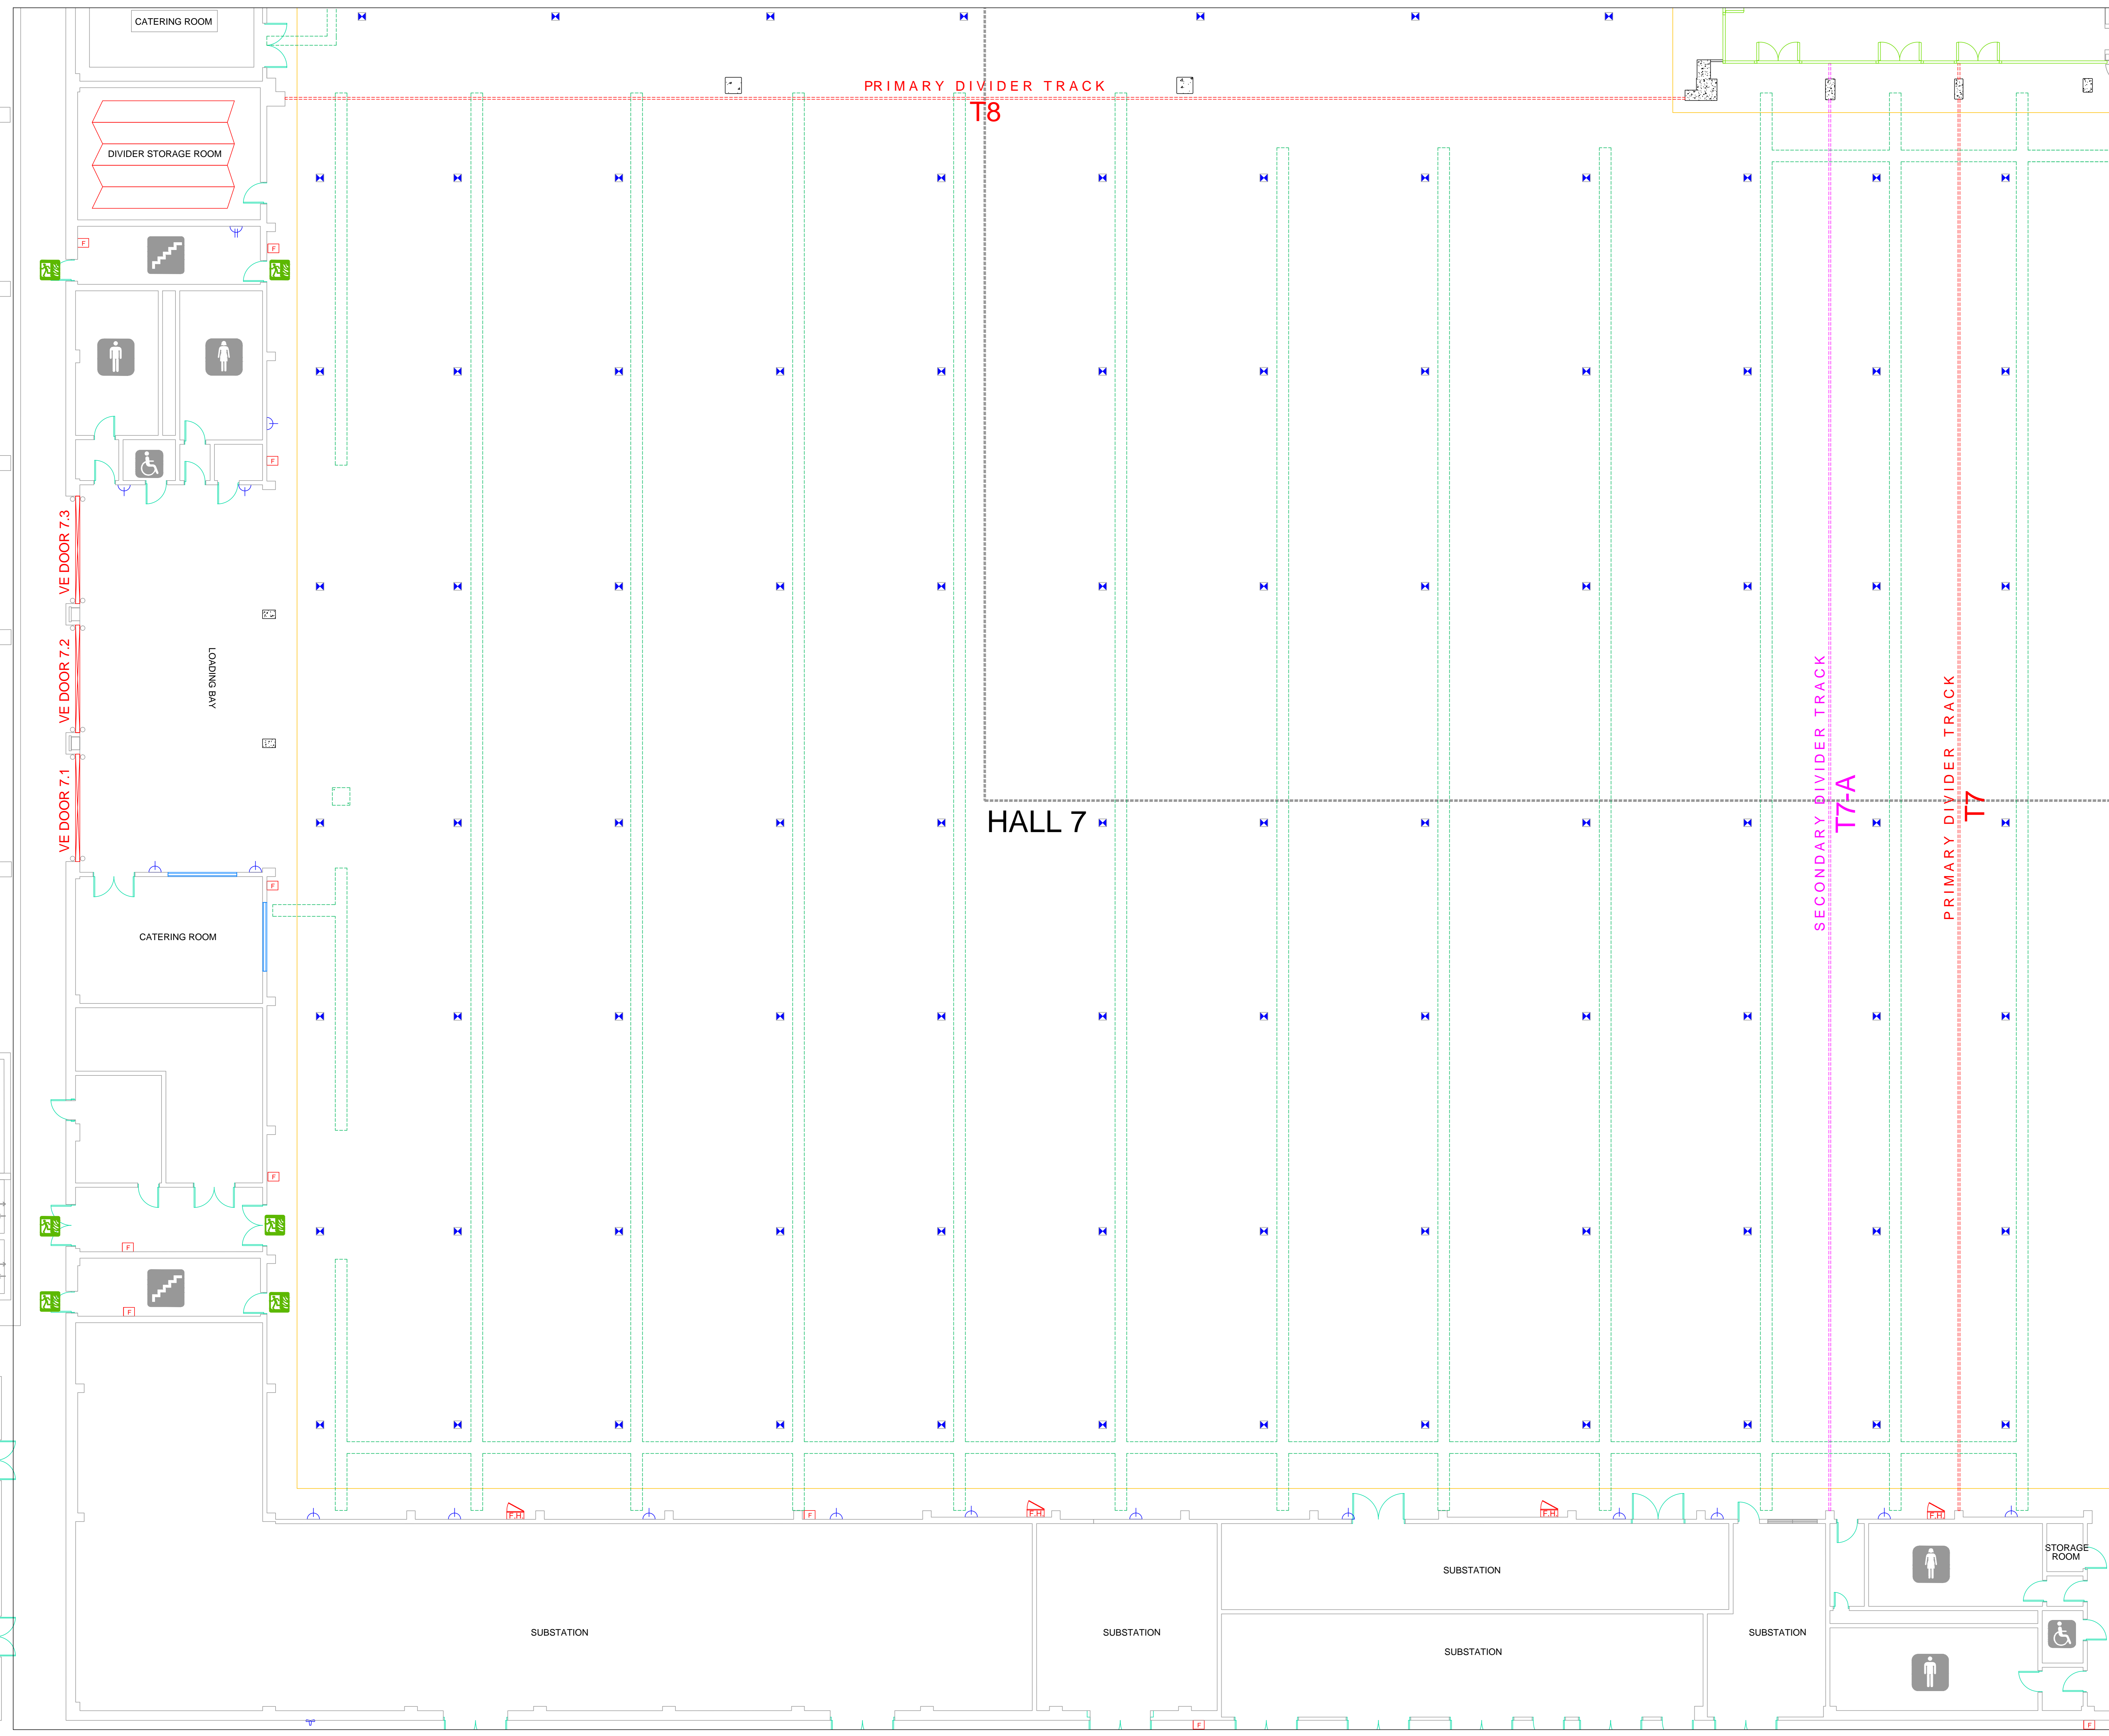 CATERING ROOM
PRIMARY DIVIDER TRACK
T8
DIVIDER STORAGE ROOM
F
F
F
VE DOOR 7.3
VE DOOR 7.2
VE DOOR 7.1
LOADING BAY
HALL 7
SECONDARY DIVIDER TRACK
T7-A
PRIMARY DIVIDER TRACK
T7
F
CATERING ROOM
F
F
F
F.H
F
F.H
F.H
F.H
STORAGE
ROOM
SUBSTATION
SUBSTATION
SUBSTATION
SUBSTATION
SUBSTATION
F
F